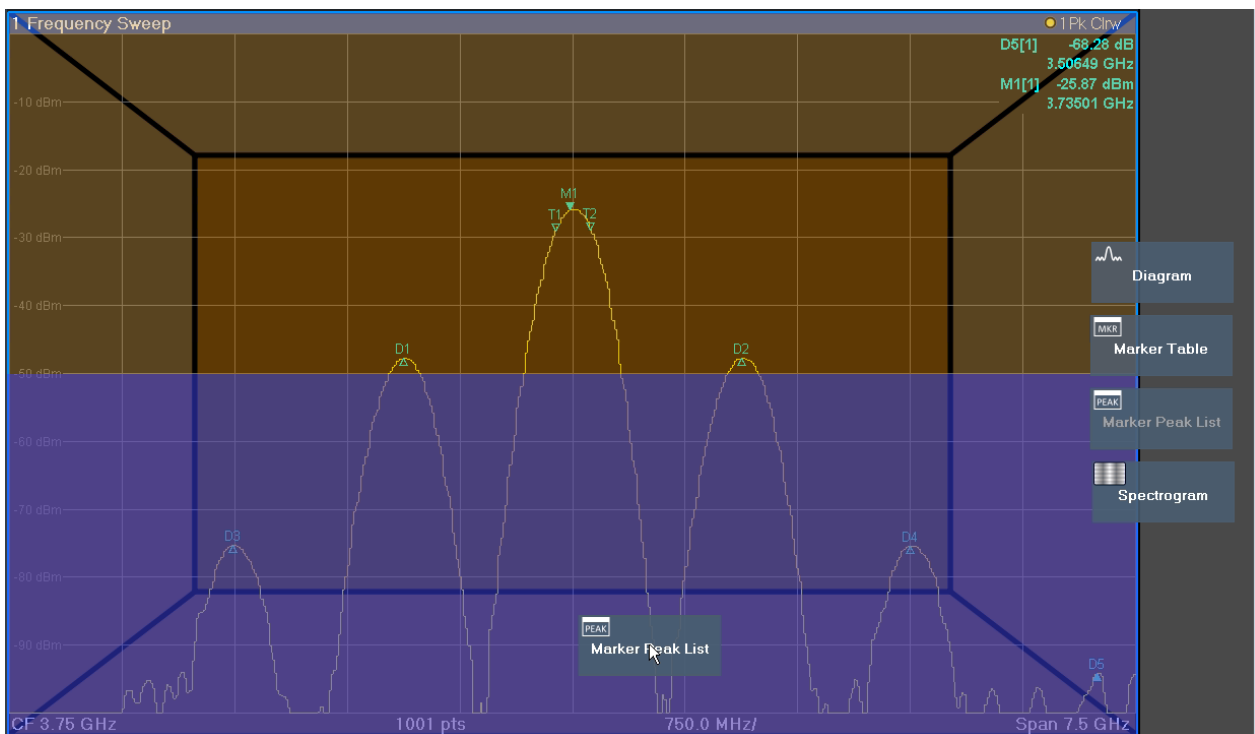 1 Frequency Sweep
1Pk Clrw
D5[1] -68.28 dB
3.50649 GHz
M1[1] -25.87 dBm
3.73501 GHz
-10 dBm
-20 dBm
M1
T1 T2
-30 dBm
-40 dBm
D1
D2
-50 dBm
-60 dBm
-70 dBm
D3
D4
-80 dBm
-90 dBm
D5
CF 3.75 GHz
1001 pts
750.0 MHz/
Span 7.5 GHz
Diagram
MKR
Marker Table
PEAK
Marker Peak List
Spectrogram
PEAK
Marker Peak List